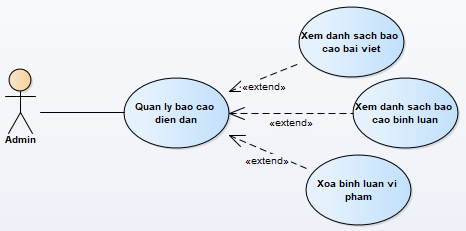 Xem danh sach bao
cao bai viet
«extend»
Quan ly bao cao
dien dan
Xem danh sach bao
cao binh luan
«extend»
Admin
«extend»
Xoa binh luan vi
pham